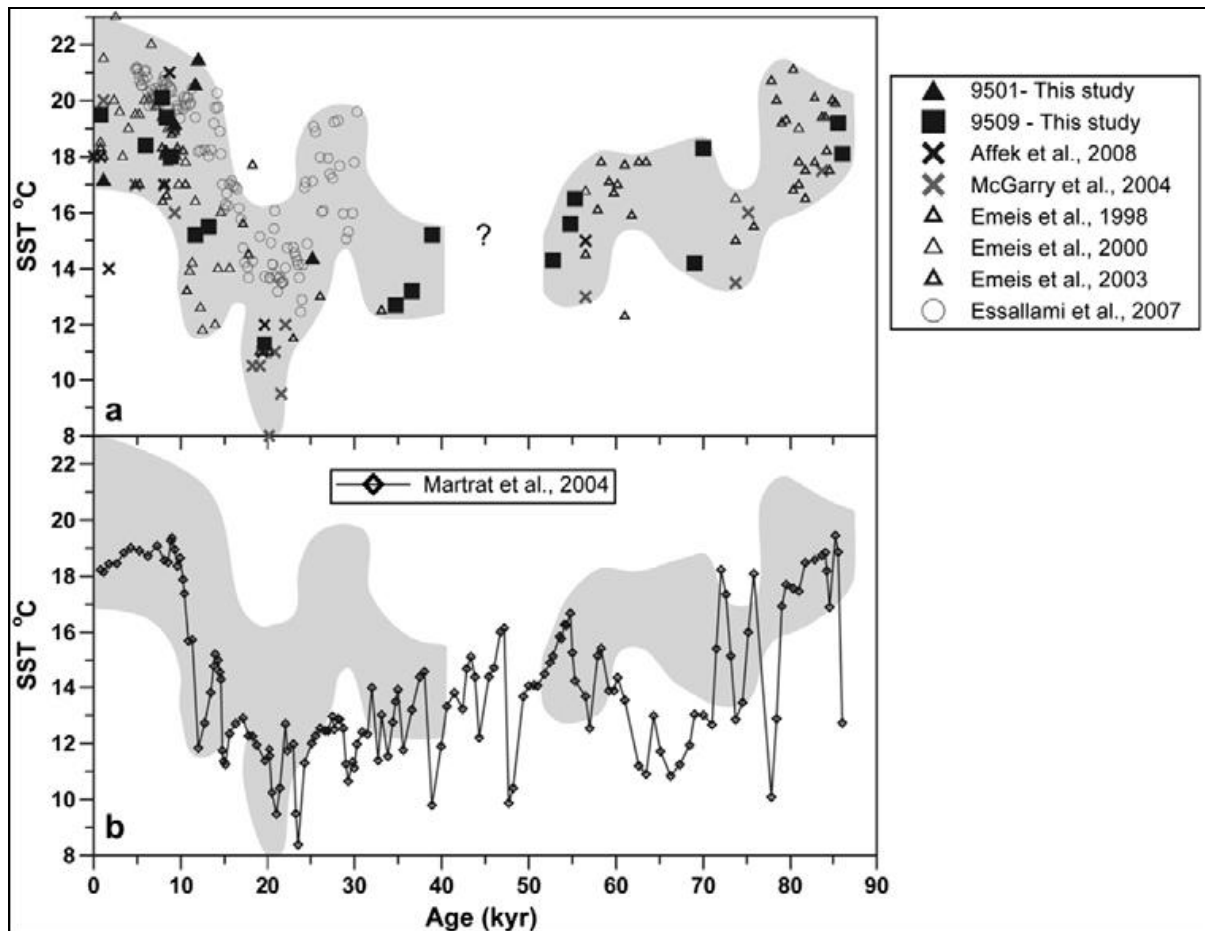 22
20
18
16
14
12
10
8
SST °C
a
?
9501- This study
9509 - This study
Affek et al., 2008
McGarry et al., 2004
Emeis et al., 1998
Emeis et al., 2000
Emeis et al., 2003
Essallami et al., 2007
Martrat et al., 2004
22
20
18
16
14
12
10
8
SST °C
b
0 10 20 30 40 50 60 70 80 90
Age (kyr)